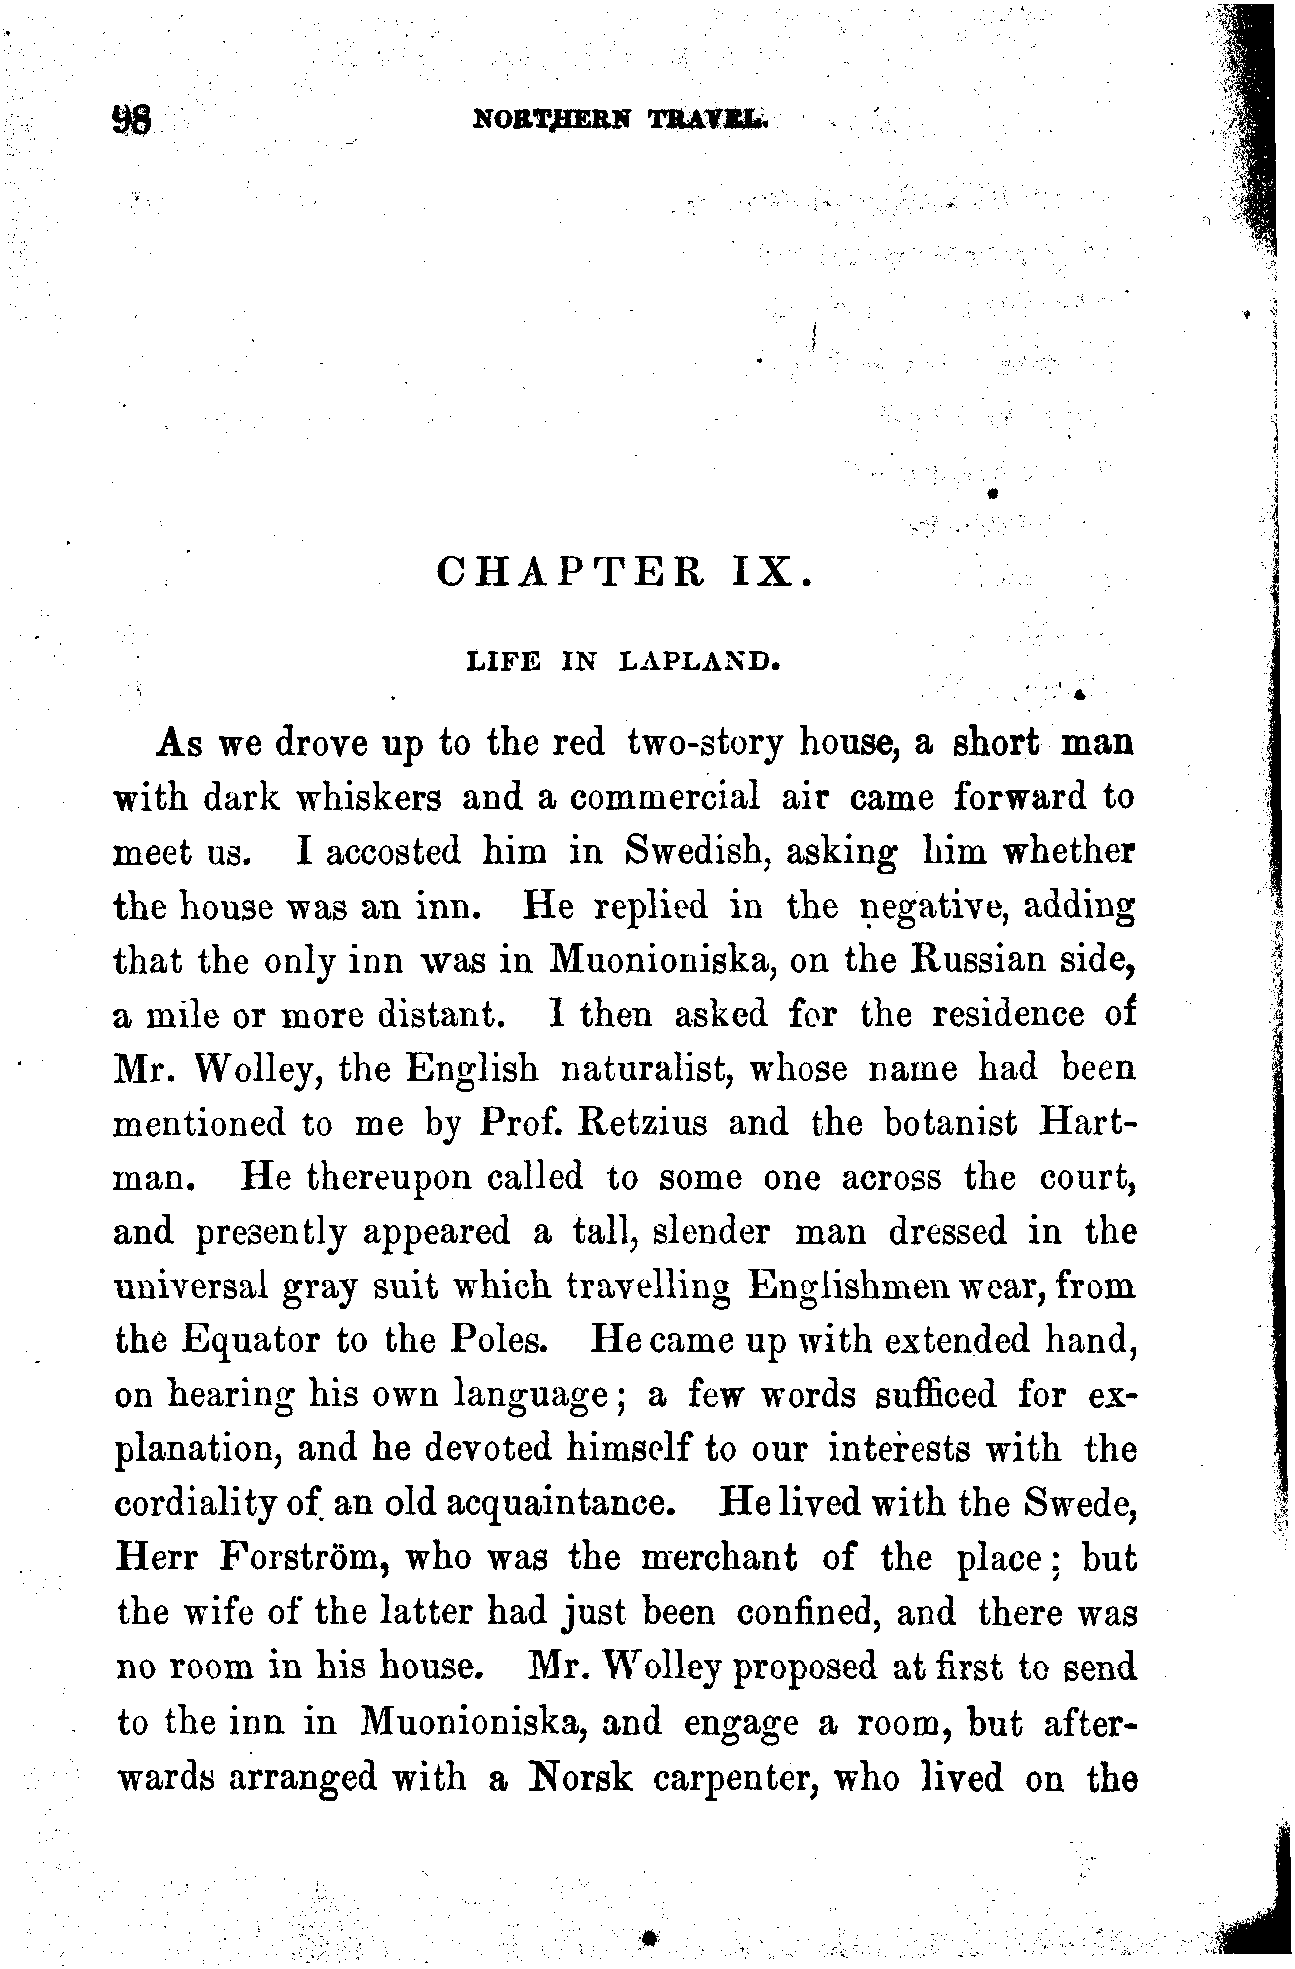 98 NORTHERN TRAVEL.
CHAPTER IX.
LIFE IN LAPLAND.
As we drove up to the red two-story house, a short man
with dark whiskers and a commercial air came forward to
meet us. I accosted him in Swedish, asking him whether
the house was an inn. He replied in the negative, adding
that the only inn was in Muonioniska, on the Russian side,
a mile or more distant. I then asked for the residence of
Mr. Wolley, the English naturalist, whose name had been
mentioned to me by Prof. Retzius and the botanist Hart-
man. He thereupon called to some one across the court,
and presently appeared a tall, slender man dressed in the
universal gray suit which travelling Englishmen wear, from
the Equator to the Poles. He came up with extended hand,
on hearing his own language; a few words sufficed for ex-
planation, and he devoted himself to our interests with the
cordiality of an old acquaintance. He lived with the Swede,
Herr Forström, who was the merchant of the place; but
the wife of the latter had just been confined, and there was
no room in his house. Mr. Wolley proposed at first to send
to the inn in Muonioniska, and engage a room, but after-
wards arranged with a Norsk carpenter, who lived on the